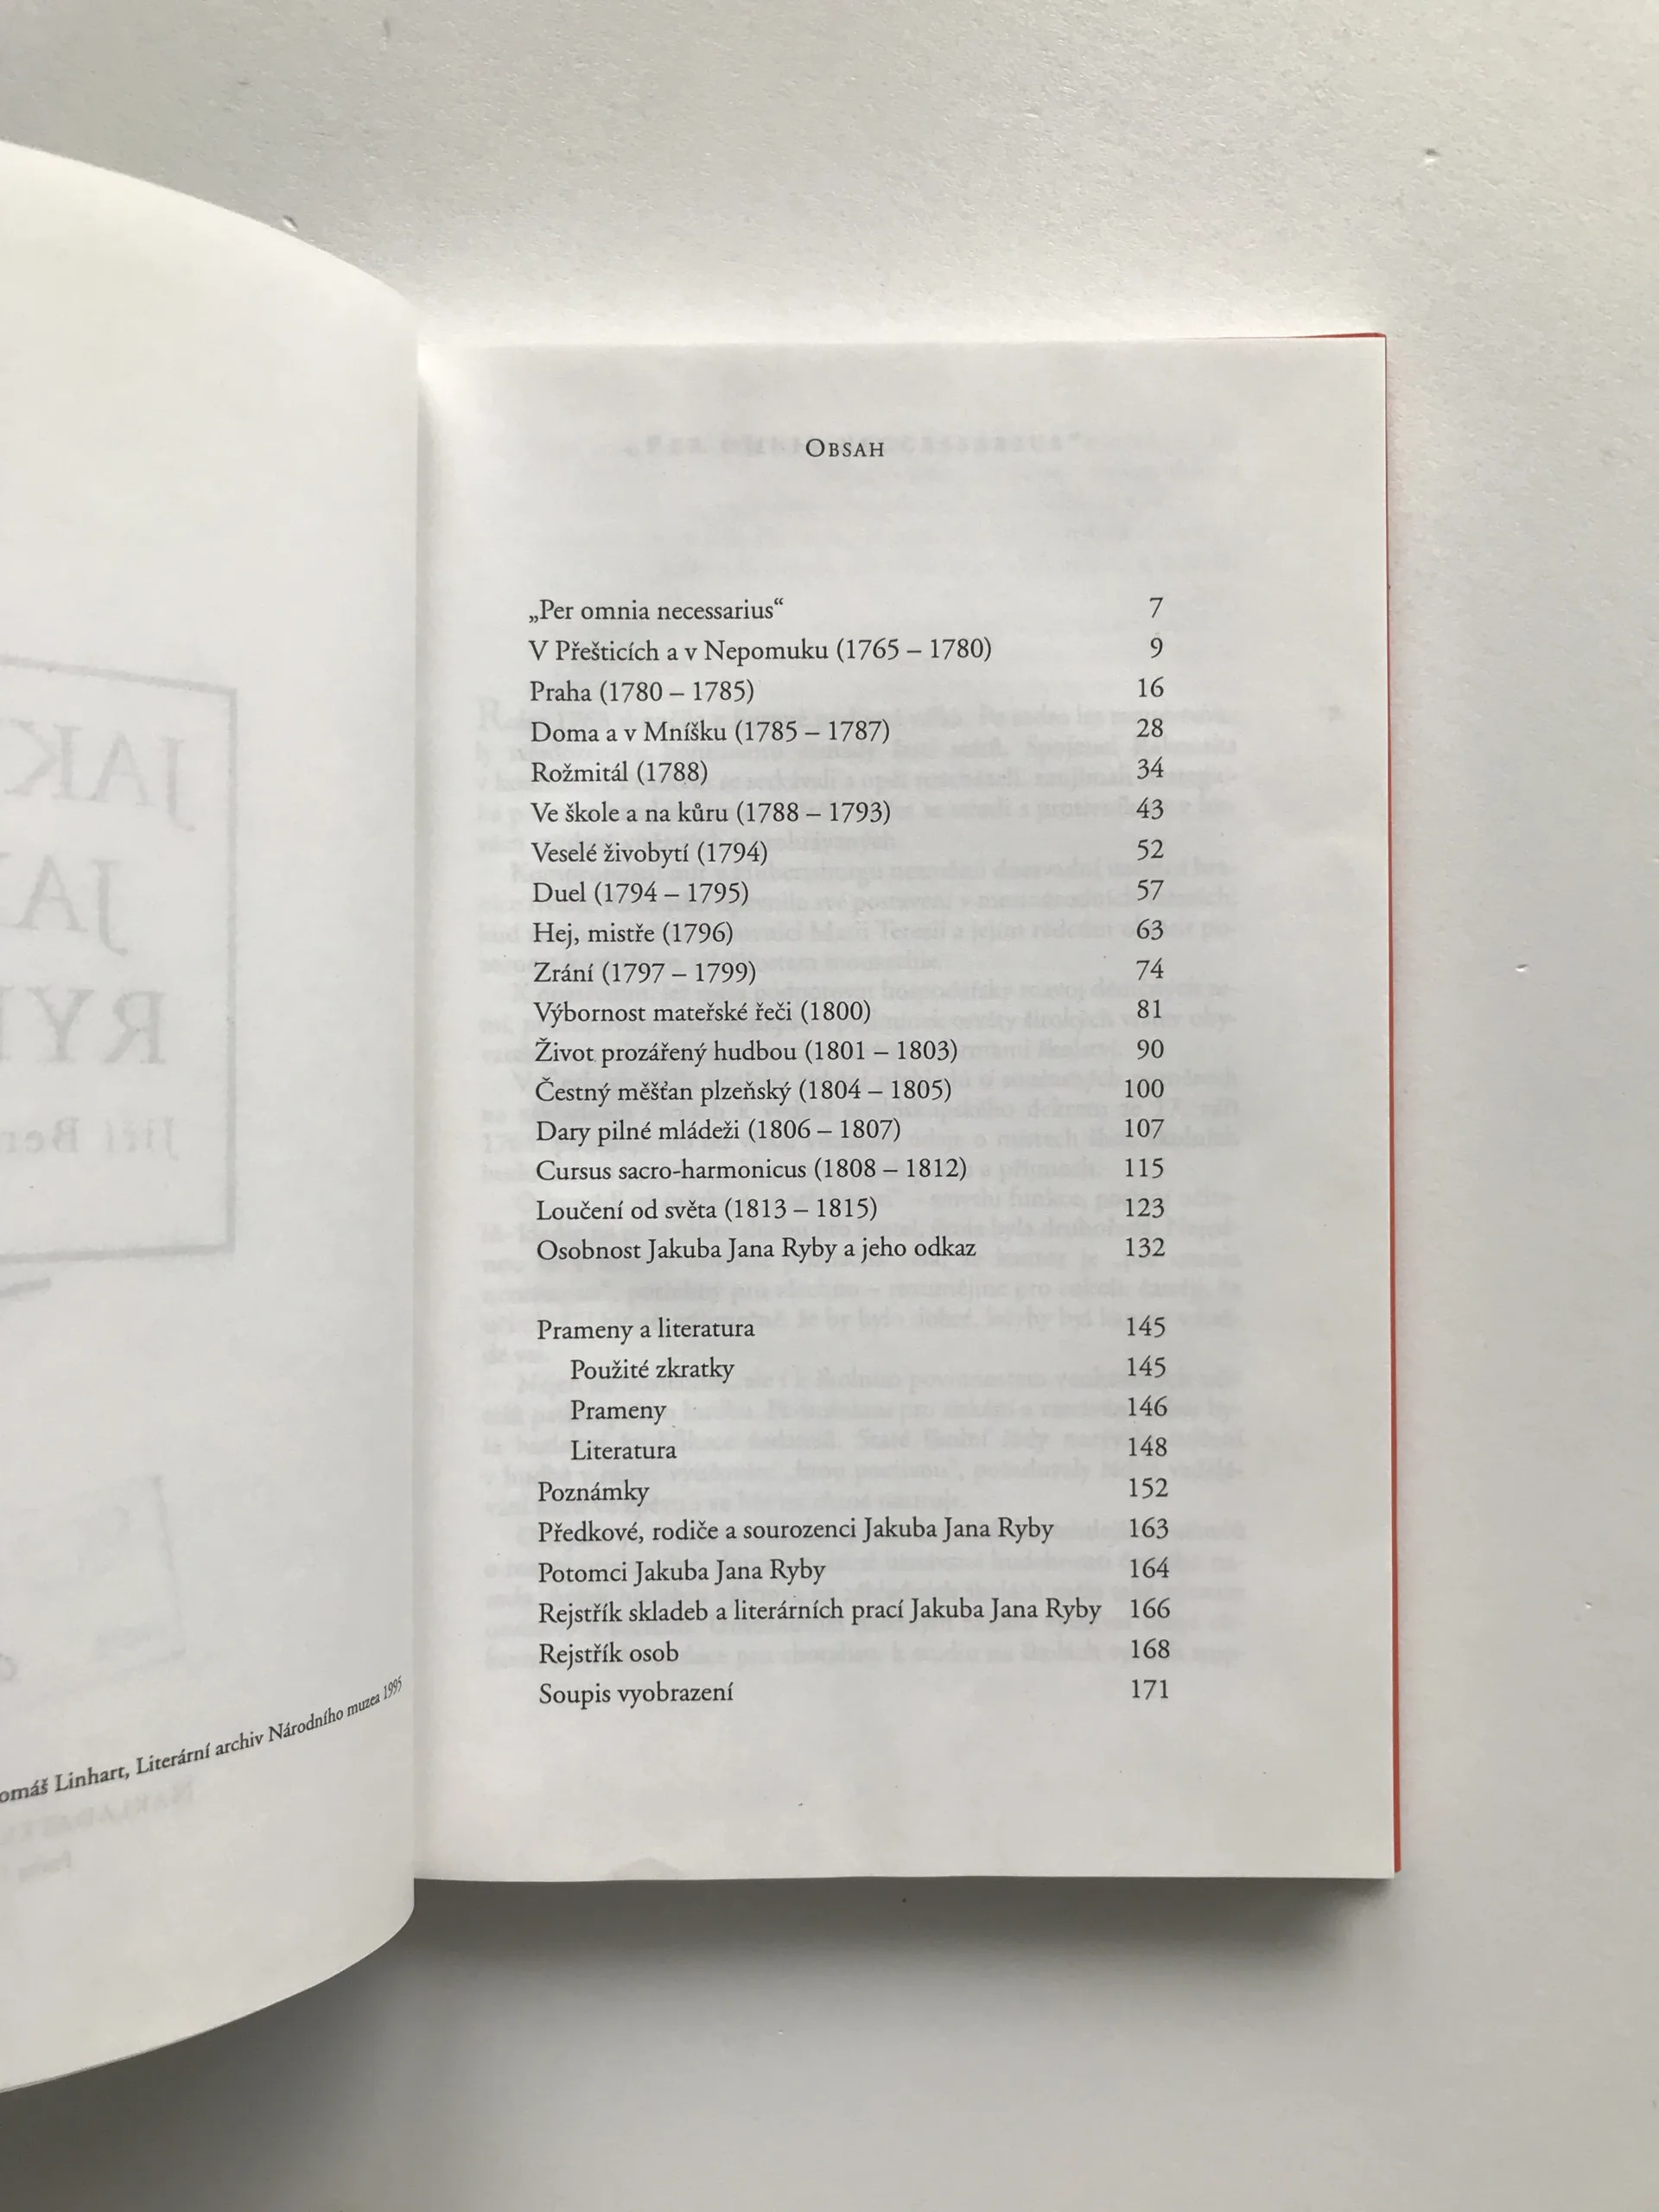 omáš Linhart, Literární archiv Národního muzea 1995
OBSAH
„Per omnia necessarius“ 7
V Přešticích a v Nepomuku (1765 – 1780) 9
Praha (1780 – 1785) 16
Doma a v Mníšku (1785 – 1787) 28
Rožmitál (1788) 34
Ve škole a na kůru (1788 – 1793) 43
Veselé živobytí (1794) 52
Duel (1794 – 1795) 57
Hej, mistře (1796) 63
Zrání (1797 – 1799) 74
Výbornost mateřské řeči (1800) 81
Život prozářený hudbou (1801 – 1803) 90
Čestný měšťan plzeňský (1804 – 1805) 100
Dary pilné mládeži (1806 – 1807) 107
Cursus sacro-harmonicus (1808 – 1812) 115
Loučení od světa (1813 – 1815) 123
Osobnost Jakuba Jana Ryby a jeho odkaz 132
Prameny a literatura 145
Použité zkratky 145
Prameny 146
Literatura 148
Poznámky 152
Předkové, rodiče a sourozenci Jakuba Jana Ryby 163
Potomci Jakuba Jana Ryby 164
Rejstřík skladeb a literárních prací Jakuba Jana Ryby 166
Rejstřík osob 168
Soupis vyobrazení 171